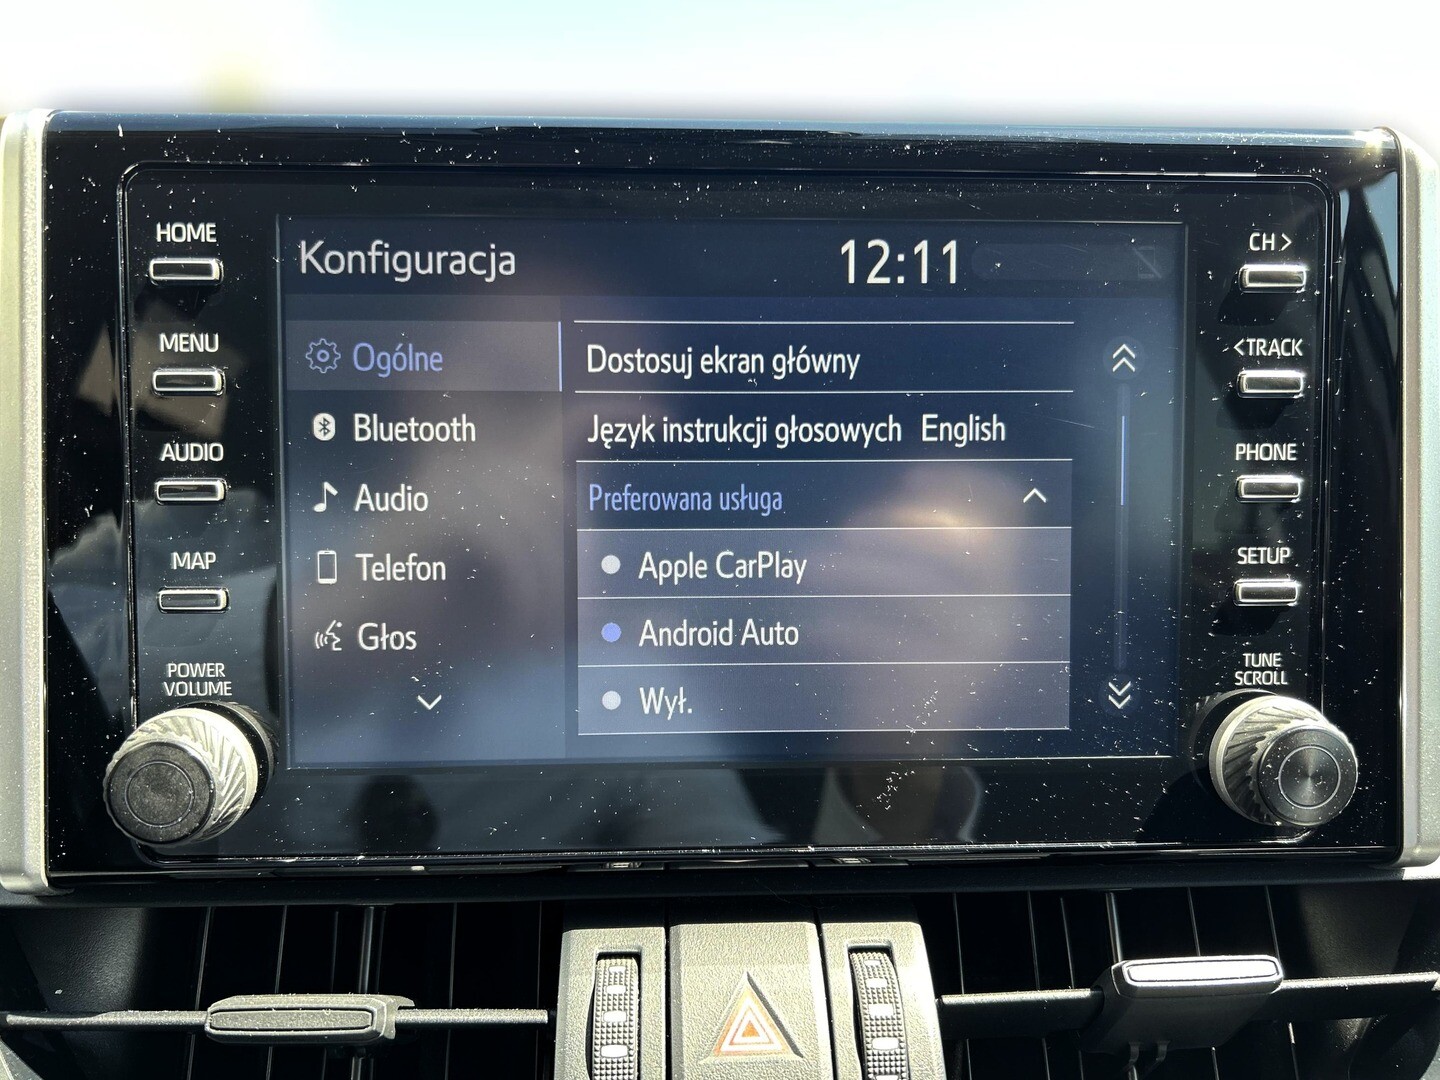 HOME
MENU
AUDIO
MAP
POWER
VOLUME
Konfiguracja 12:11
Ogólne
Bluetooth
Audio
Telefon
Głos
Dostosuj ekran główny
Język instrukcji głosowych English
Preferowana usługa
Apple CarPlay
Android Auto
Wył.
CH >
< TRACK
PHONE
SETUP
TUNE
SCROLL